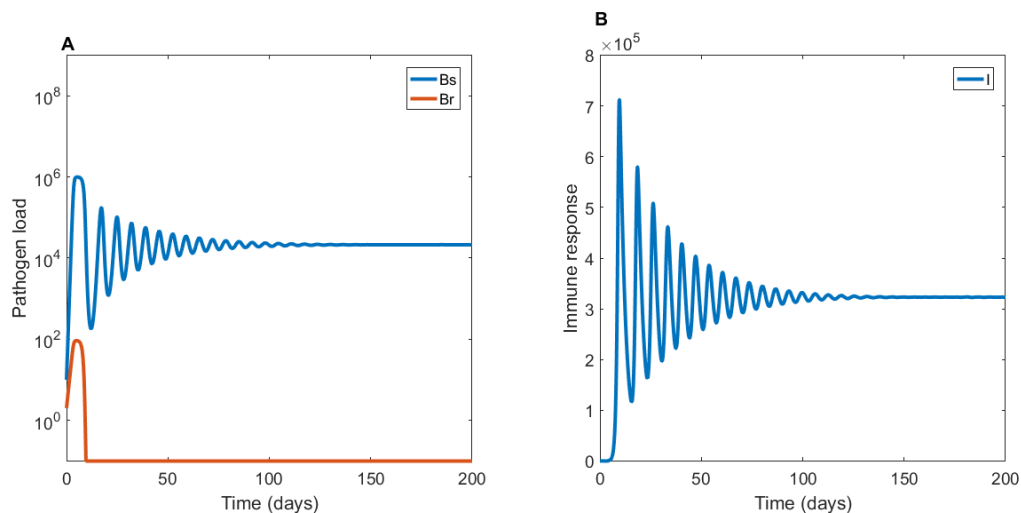 A
Pathogen load
10^8
10^6
10^4
10^2
10^0
Bs
Br
0
50
100
150
200
Time (days)
B
×10^5
Immune response
8
7
6
5
4
3
2
1
0
I
0
50
100
150
200
Time (days)